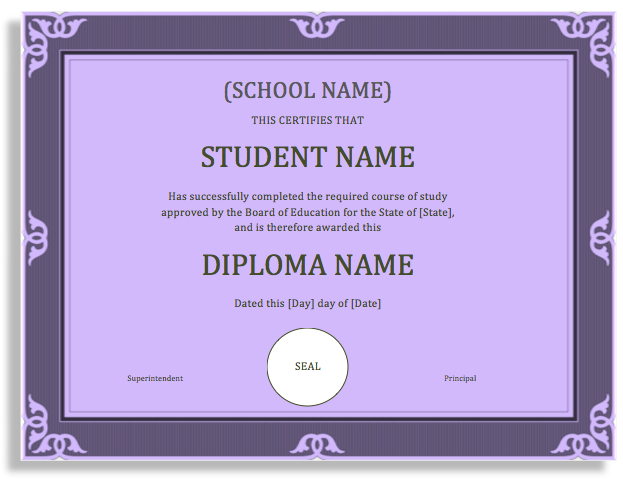 (SCHOOL NAME)
THIS CERTIFIES THAT
STUDENT NAME
Has successfully completed the required course of study
approved by the Board of Education for the State of [State],
and is therefore awarded this
DIPLOMA NAME
Dated this [Day] day of [Date]
SEAL
Superintendent
Principal